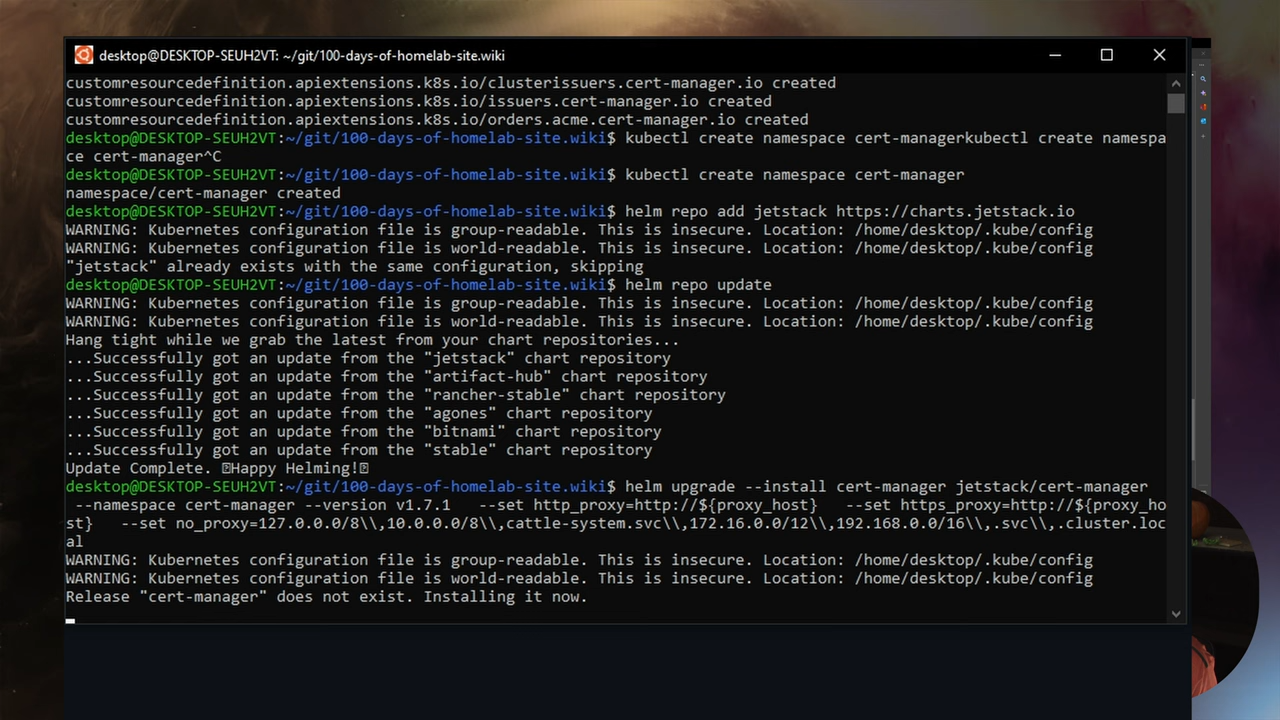 desktop@DESKTOP-SEUH2VT: ~/git/100-days-of-homelab-site.wiki
customresourcedefinition.apiextensions.k8s.io/clusterissuers.cert-manager.io created
customresourcedefinition.apiextensions.k8s.io/issuers.cert-manager.io created
customresourcedefinition.apiextensions.k8s.io/orders.acme.cert-manager.io created
desktop@DESKTOP-SEUH2VT:~/git/100-days-of-homelab-site.wiki$ kubectl create namespace cert-managerkubectl create namespa
ce cert-manager^C
desktop@DESKTOP-SEUH2VT:~/git/100-days-of-homelab-site.wiki$ kubectl create namespace cert-manager
namespace/cert-manager created
desktop@DESKTOP-SEUH2VT:~/git/100-days-of-homelab-site.wiki$ helm repo add jetstack https://charts.jetstack.io
WARNING: Kubernetes configuration file is group-readable. This is insecure. Location: /home/desktop/.kube/config
WARNING: Kubernetes configuration file is world-readable. This is insecure. Location: /home/desktop/.kube/config
"jetstack" already exists with the same configuration, skipping
desktop@DESKTOP-SEUH2VT:~/git/100-days-of-homelab-site.wiki$ helm repo update
WARNING: Kubernetes configuration file is group-readable. This is insecure. Location: /home/desktop/.kube/config
WARNING: Kubernetes configuration file is world-readable. This is insecure. Location: /home/desktop/.kube/config
Hang tight while we grab the latest from your chart repositories...
...Successfully got an update from the "jetstack" chart repository
...Successfully got an update from the "artifact-hub" chart repository
...Successfully got an update from the "rancher-stable" chart repository
...Successfully got an update from the "agones" chart repository
...Successfully got an update from the "bitnami" chart repository
...Successfully got an update from the "stable" chart repository
Update Complete. ⍰Happy Helming!⍰
desktop@DESKTOP-SEUH2VT:~/git/100-days-of-homelab-site.wiki$ helm upgrade --install cert-manager jetstack/cert-manager
 --namespace cert-manager --version v1.7.1   --set http_proxy=http://${proxy_host}   --set https_proxy=http://${proxy_ho
st}   --set no_proxy=127.0.0.0/8\\,10.0.0.0/8\\,cattle-system.svc\\,172.16.0.0/12\\,192.168.0.0/16\\,.svc\\,.cluster.loc
al
WARNING: Kubernetes configuration file is group-readable. This is insecure. Location: /home/desktop/.kube/config
WARNING: Kubernetes configuration file is world-readable. This is insecure. Location: /home/desktop/.kube/config
Release "cert-manager" does not exist. Installing it now.